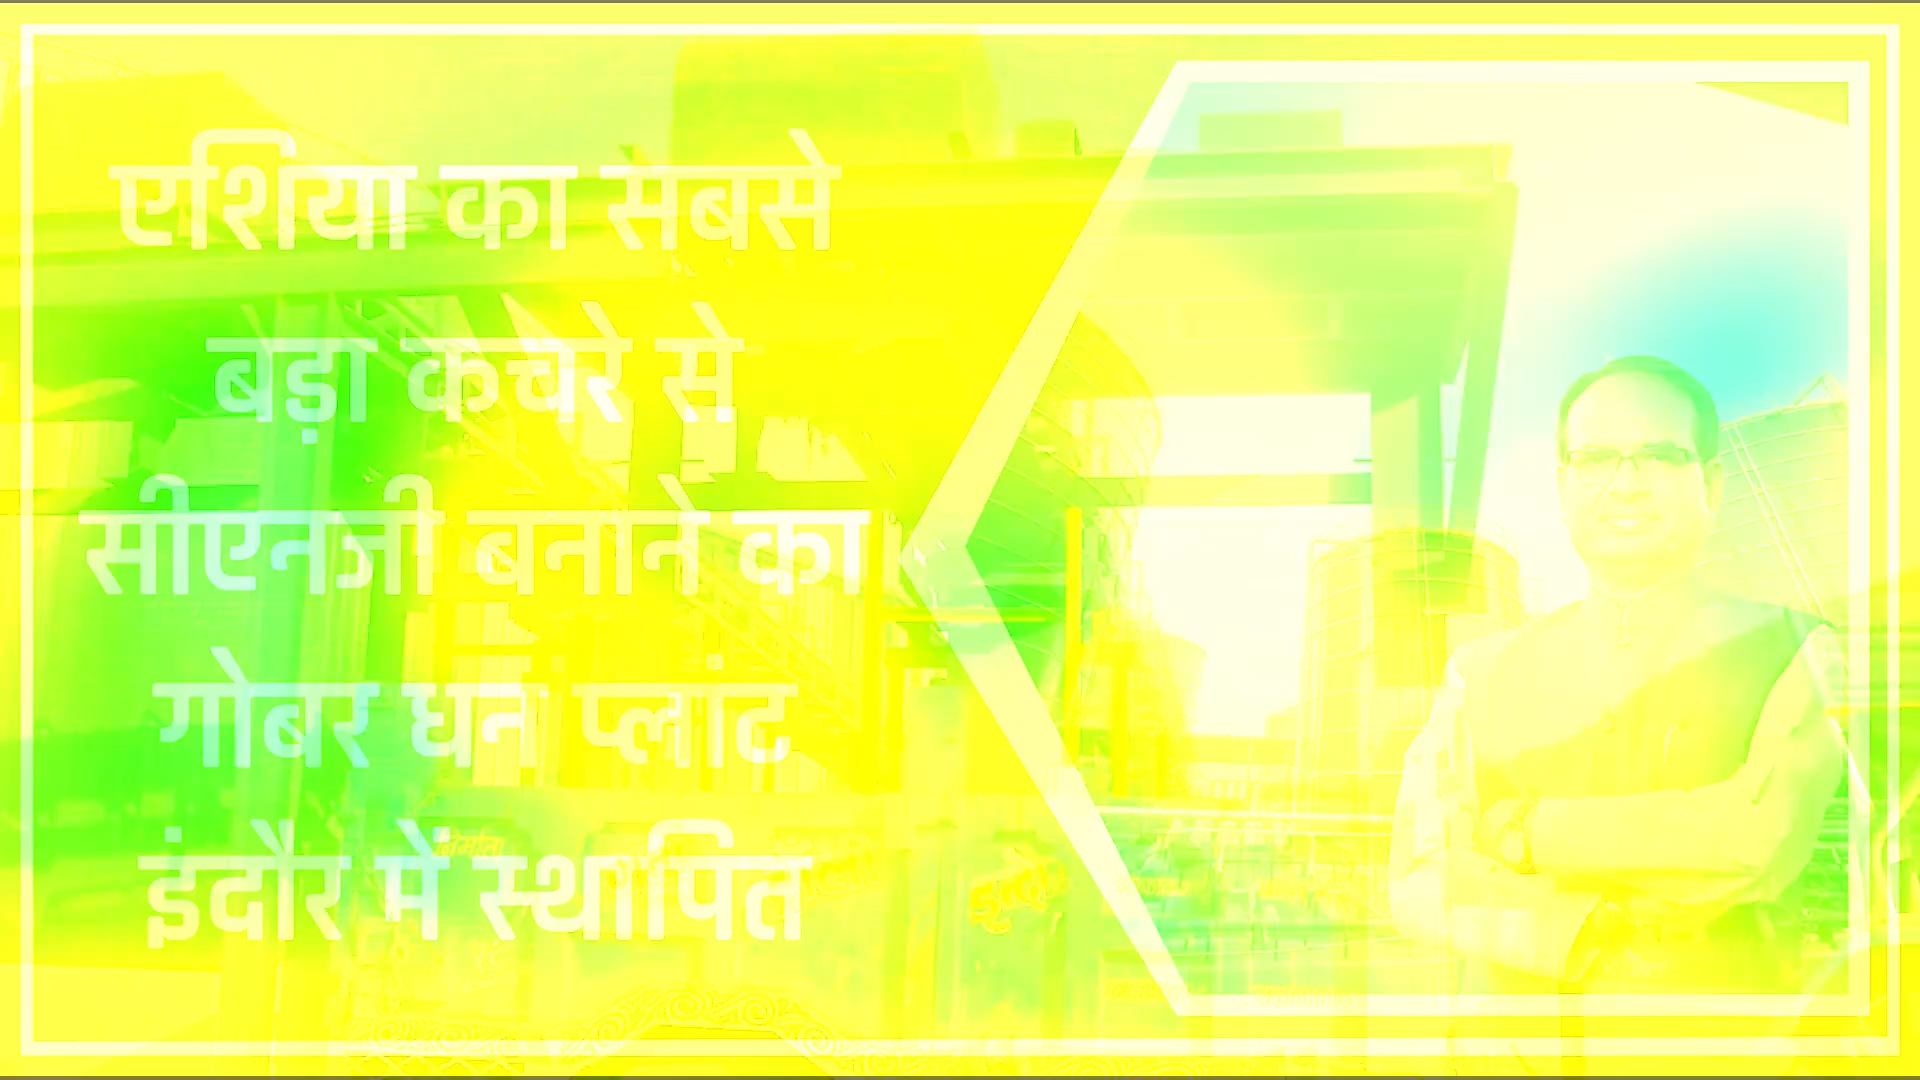 एशिया का सबसे
बड़ा कचरे से
सीएनजी बनाने का
गोबर धन प्लांट
इंदौर में स्थापित